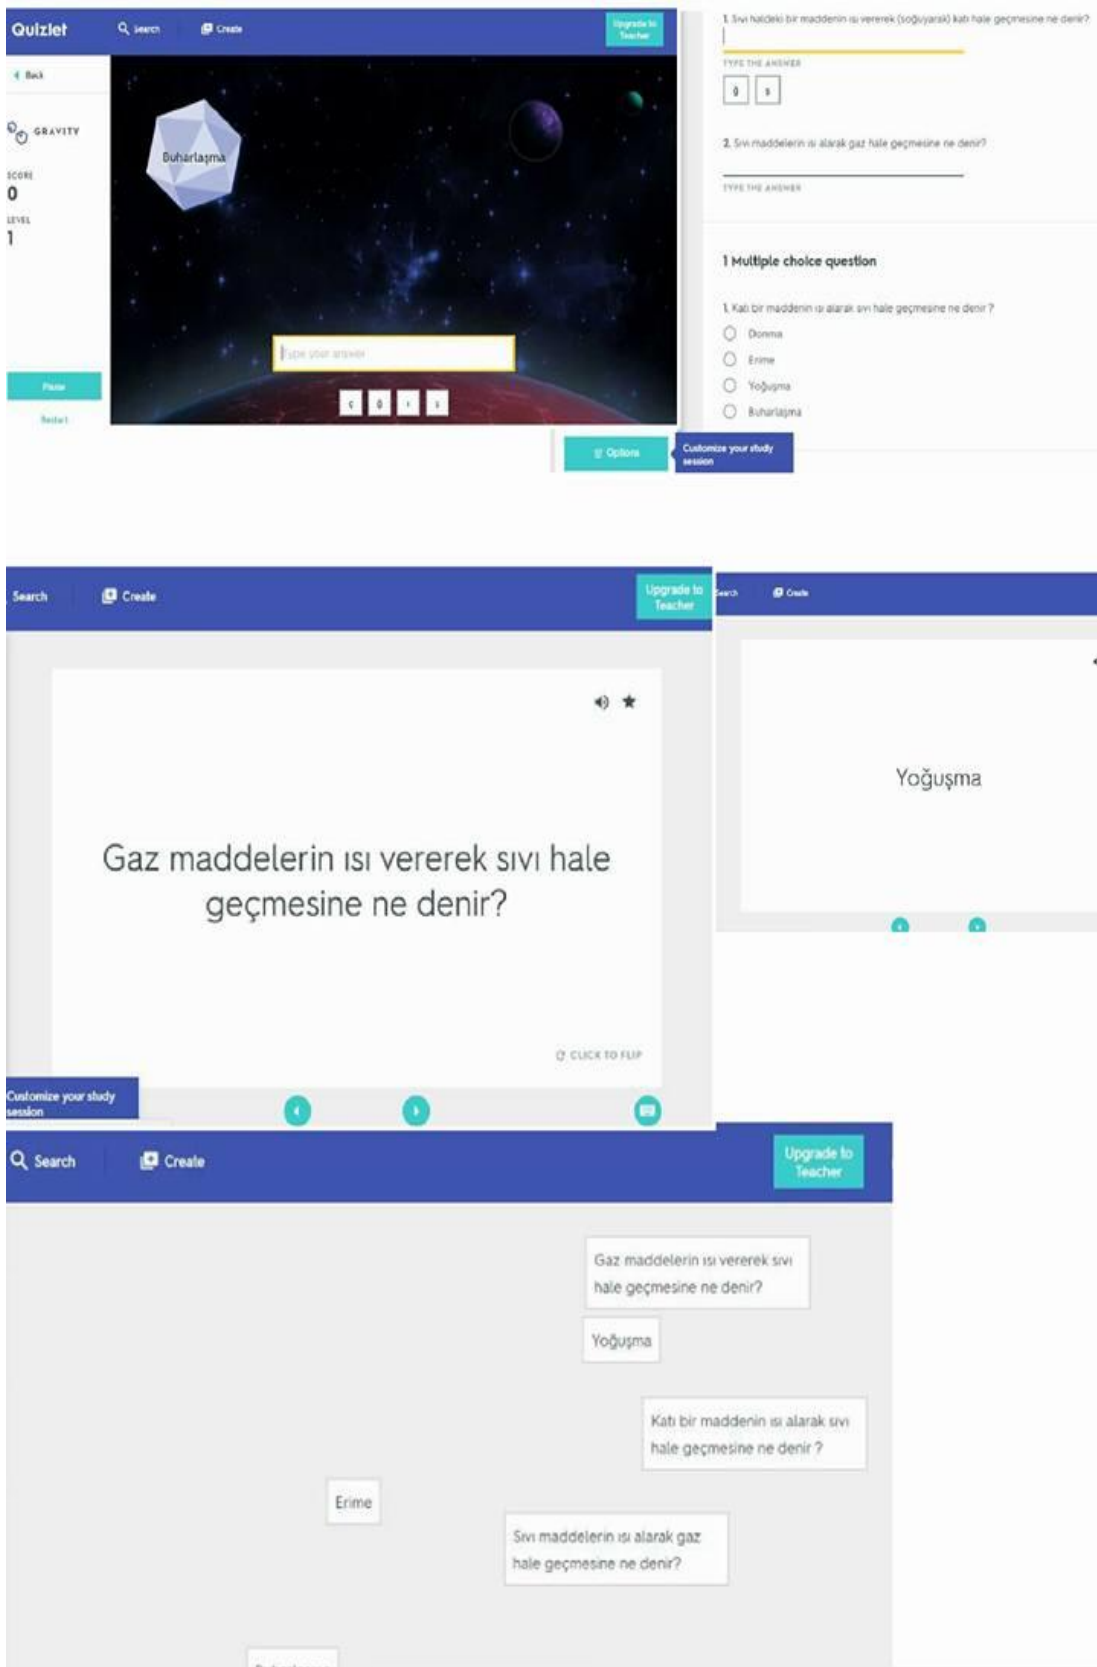 Quizlet
Search
Create
Upgrade to
Teacher
Back
GRAVITY
SCORE
0
LEVEL
1
Pause
Restart
Buharlaşma
Type your answer
ç ğ ı ş
1. Sıvı haldeki bir maddenin ısı vererek (soğuyarak) katı hale geçmesine ne denir?
TYPE THE ANSWER
ğ ş
2. Sıvı maddelerin ısı alarak gaz hale geçmesine ne denir?
TYPE THE ANSWER
1 Multiple choice question
1. Katı bir maddenin ısı alarak sıvı hale geçmesine ne denir ?
Donma
Erime
Yoğuşma
Buharlaşma
Options
Customize your study
session
Search
Create
Upgrade to
Teacher
Gaz maddelerin ısı vererek sıvı hale
geçmesine ne denir?
CLICK TO FLIP
Customize your study
session
Search
Create
Yoğuşma
Search
Create
Upgrade to
Teacher
Gaz maddelerin ısı vererek sıvı
hale geçmesine ne denir?
Yoğuşma
Katı bir maddenin ısı alarak sıvı
hale geçmesine ne denir ?
Erime
Sıvı maddelerin ısı alarak gaz
hale geçmesine ne denir?